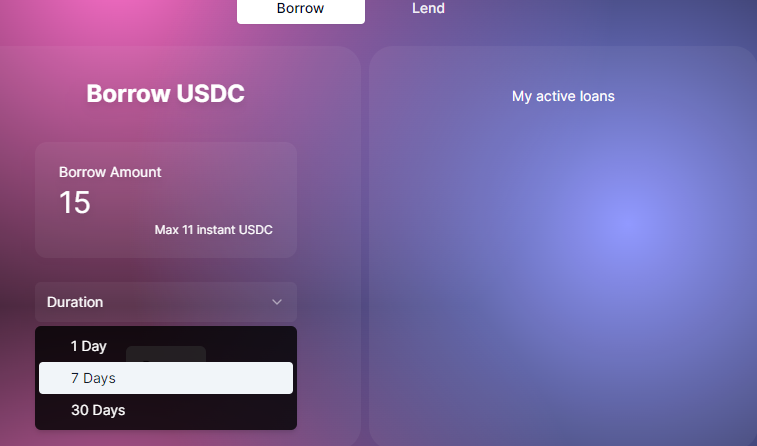 Borrow
Lend
Borrow USDC
Borrow Amount
15
Max 11 instant USDC
Duration
1 Day
7 Days
30 Days
My active loans